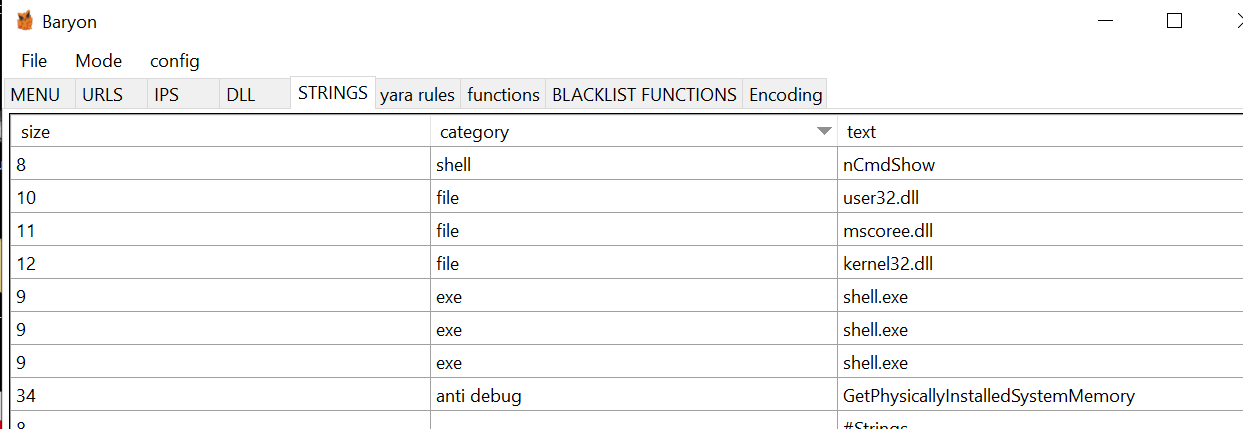 Baryon
File Mode config
MENU URLS IPS DLL STRINGS yara rules functions BLACKLIST FUNCTIONS Encoding
size category text
8 shell nCmdShow
10 file user32.dll
11 file mscoree.dll
12 file kernel32.dll
9 exe shell.exe
9 exe shell.exe
9 exe shell.exe
34 anti debug GetPhysicallyInstalledSystemMemory
8 #Strings